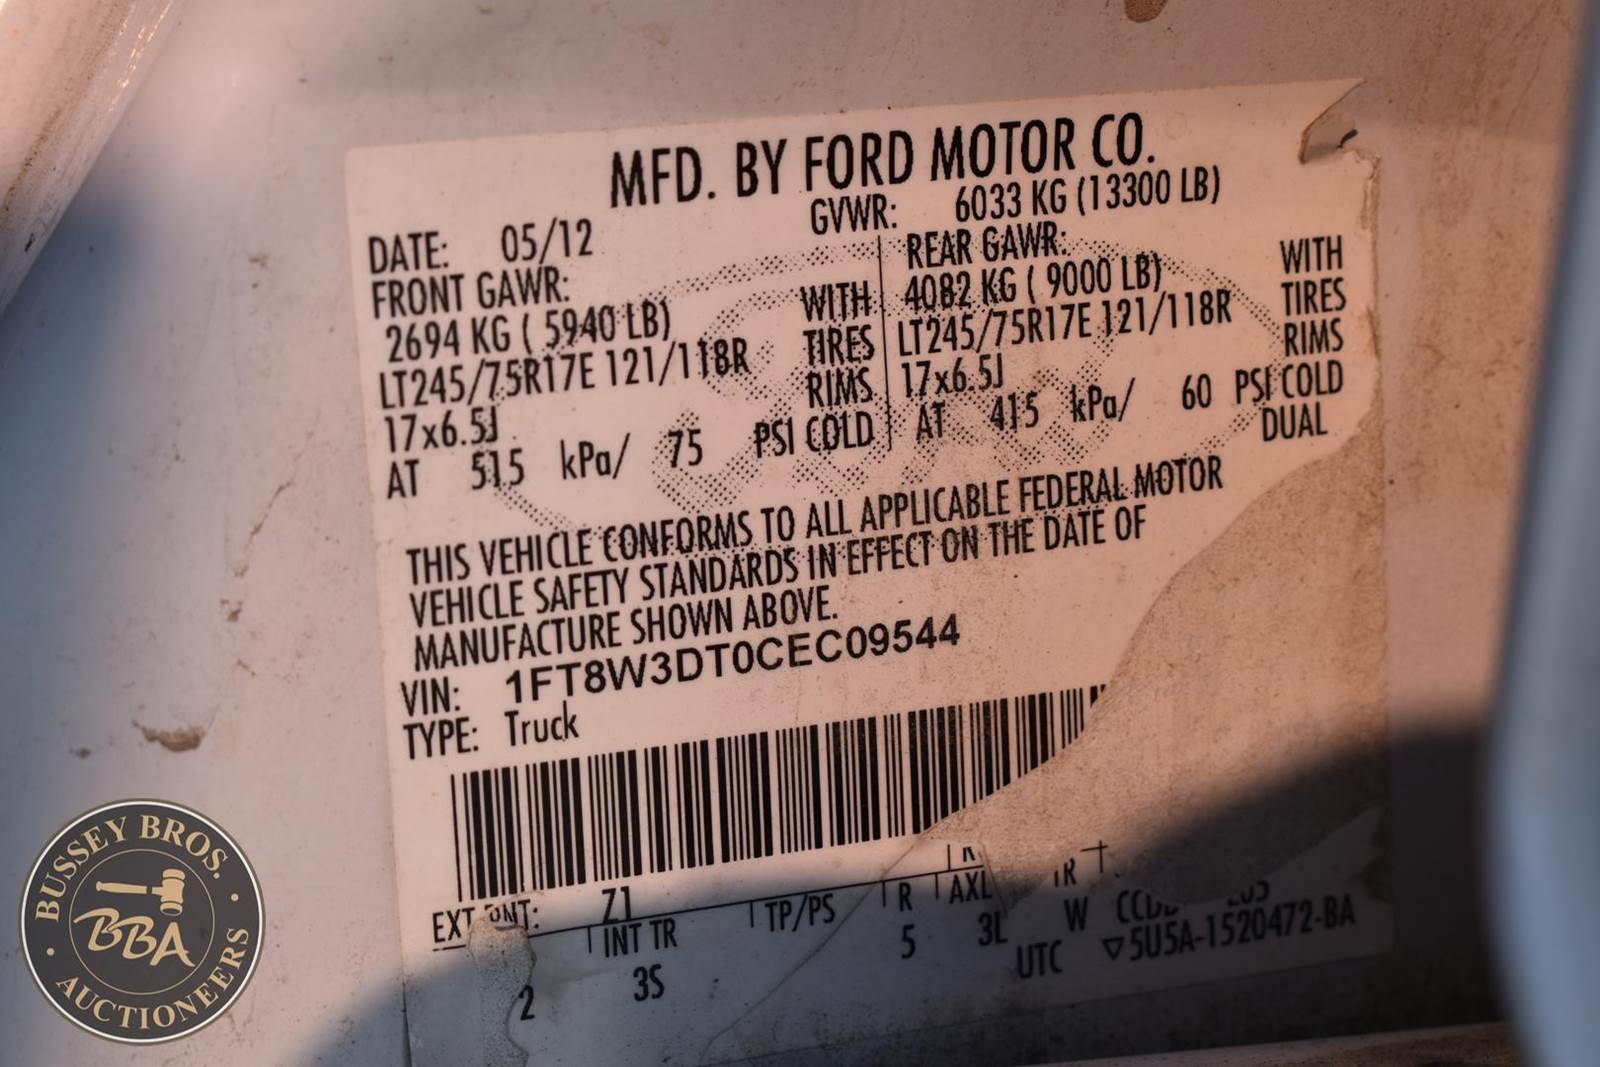 MFD. BY FORD MOTOR CO.
DATE: 05/12
GVWR: 6033 KG (13300 LB)
FRONT GAWR:
2694 KG ( 5940 LB)
WITH
LT245/75R17E 121/118R
TIRES
17x6.5J
RIMS
AT 515 kPa/ 75 PSI COLD
REAR GAWR:
4082 KG ( 9000 LB)
WITH
LT245/75R17E 121/118R
TIRES
17x6.5J
RIMS
AT 415 kPa/ 60 PSI COLD
DUAL
THIS VEHICLE CONFORMS TO ALL APPLICABLE FEDERAL MOTOR
VEHICLE SAFETY STANDARDS IN EFFECT ON THE DATE OF
MANUFACTURE SHOWN ABOVE.
VIN: 1FT8W3DT0CEC09544
TYPE: Truck
EXT PNT: Z1
INT TR TP/PS R AXL TR
2 3S 5 3L W
UTC ▽5U5A-1520472-BA
BUSSEY BROS.
BBA
AUCTIONEERS